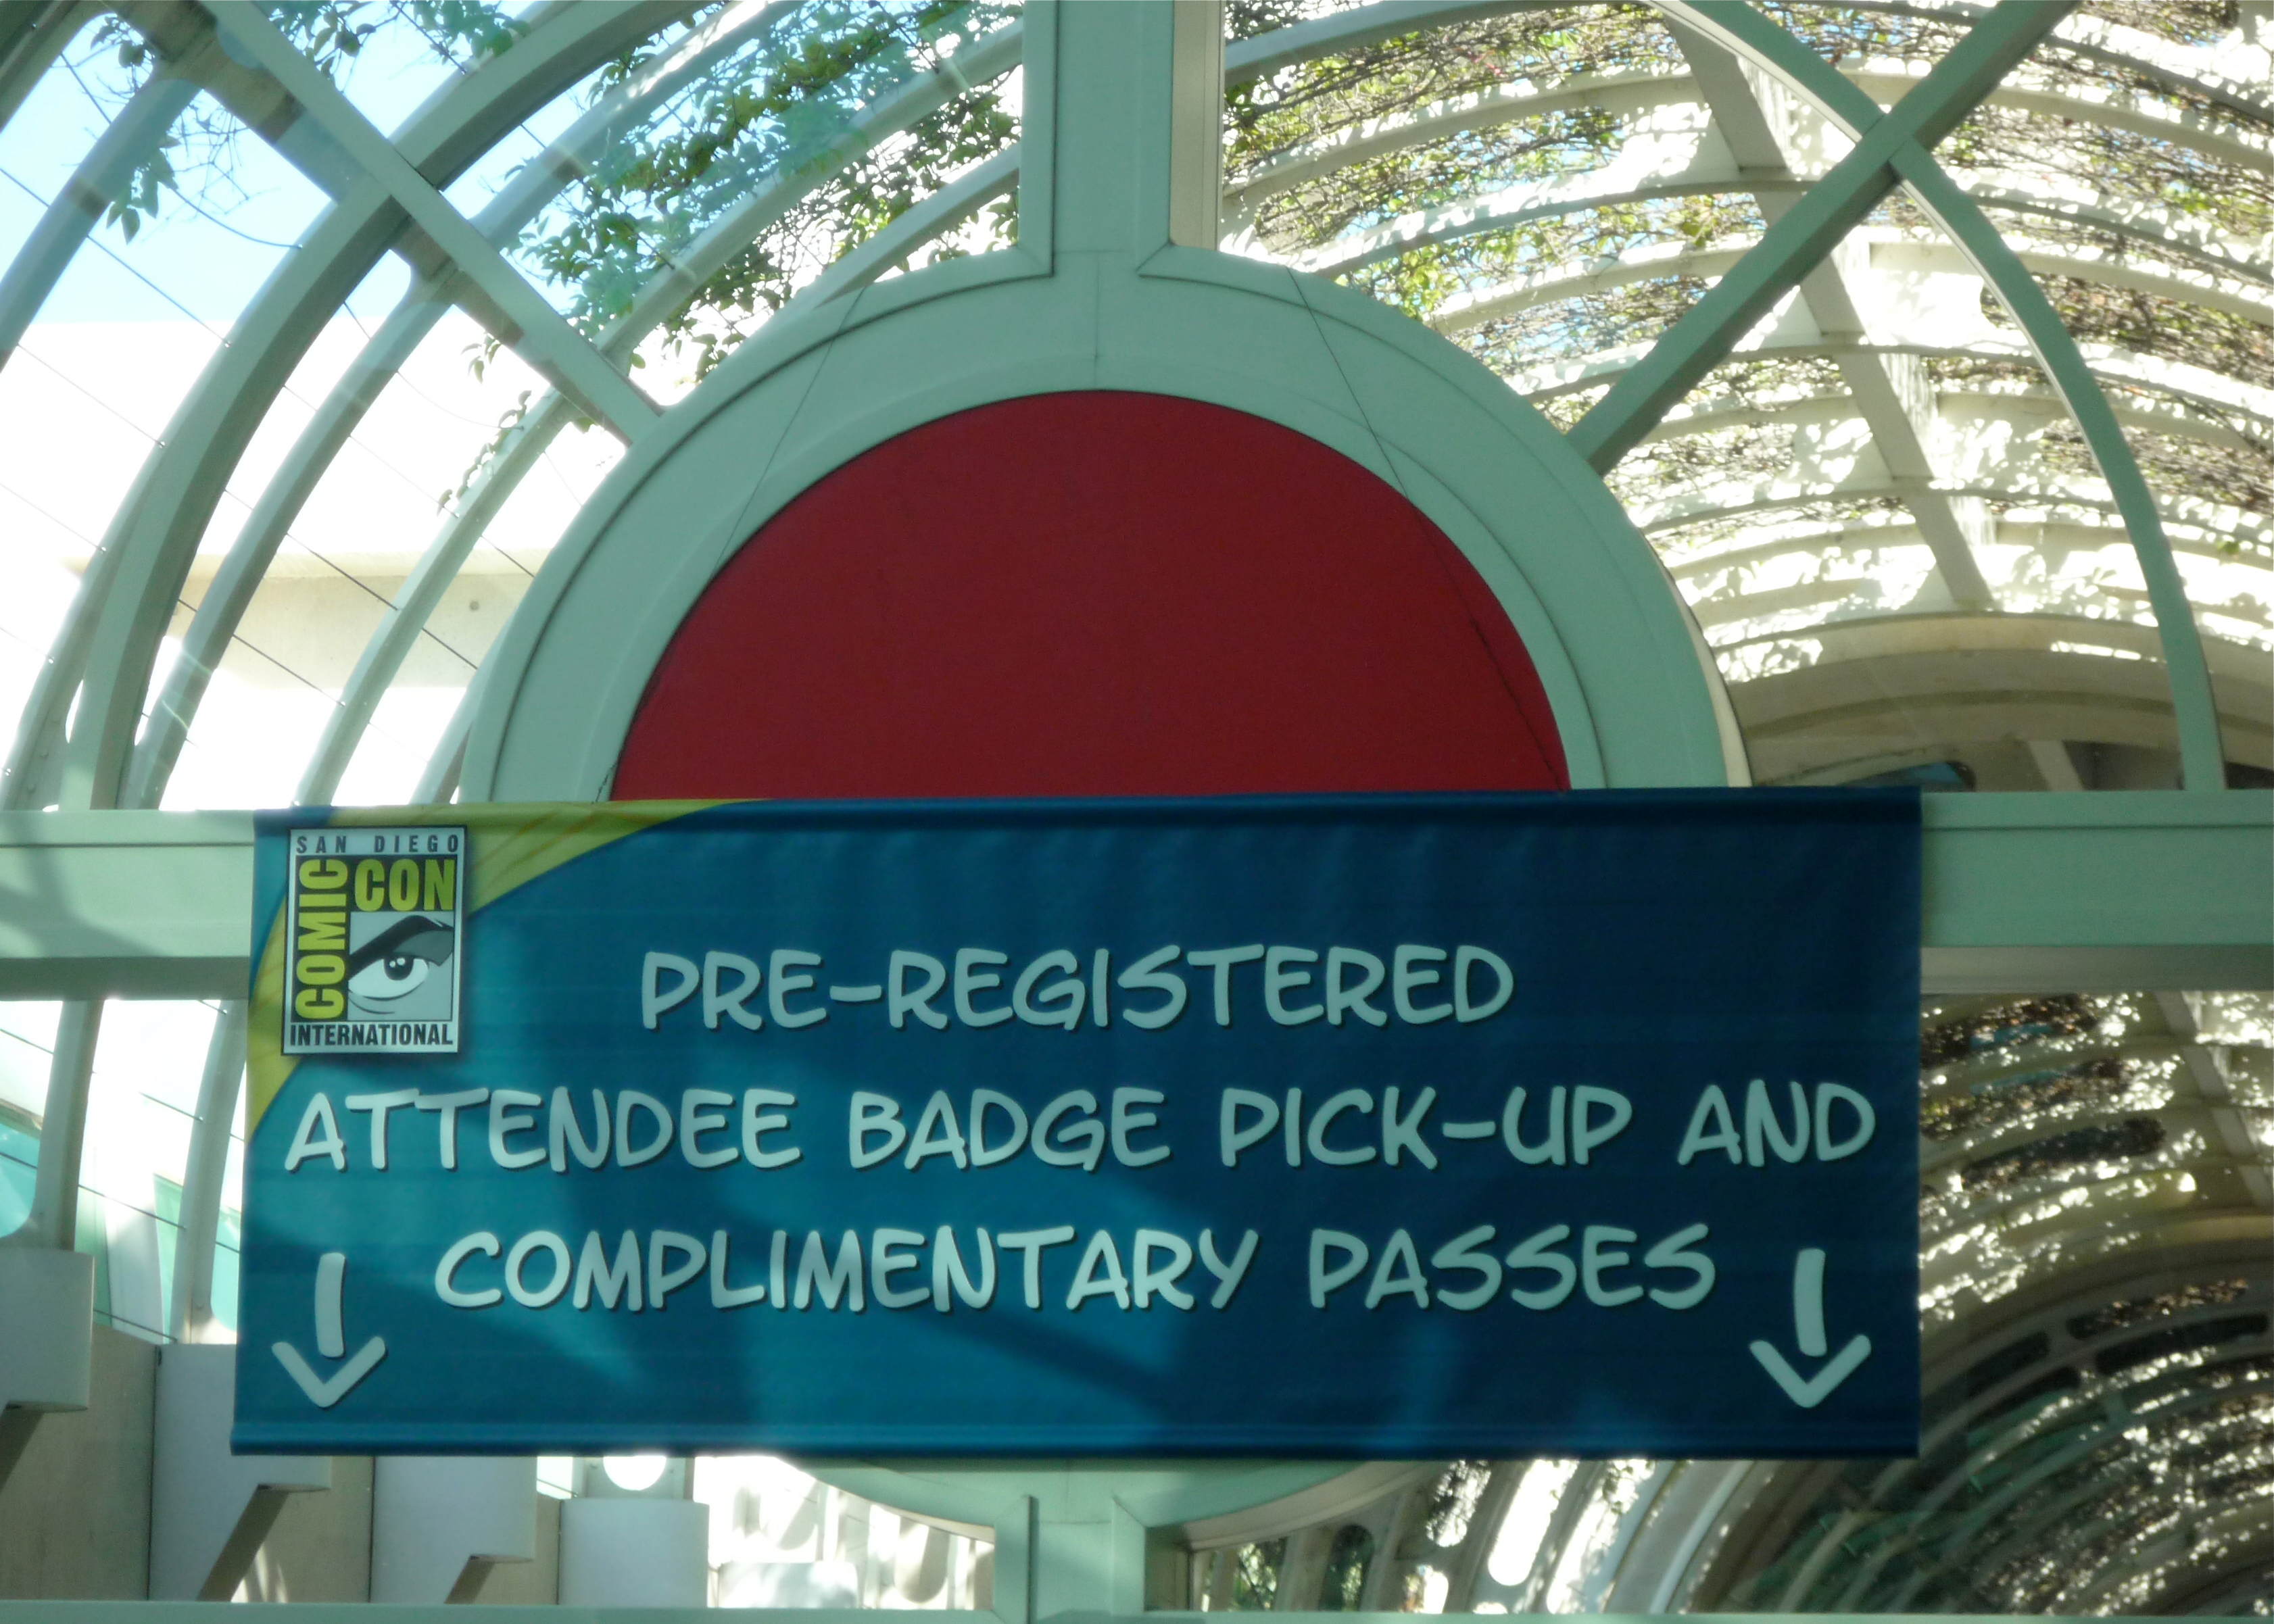 SAN DIEGO
COMIC CON
INTERNATIONAL
PRE-REGISTERED
ATTENDEE BADGE PICK-UP AND
COMPLIMENTARY PASSES